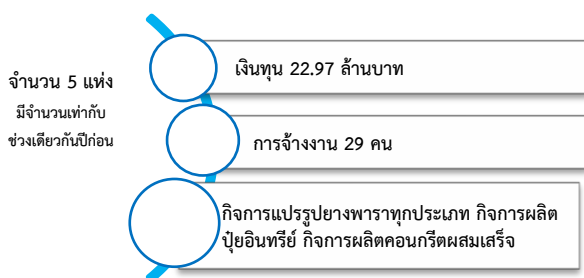 จำนวน 5 แห่ง
มีจำนวนเท่ากับ
ช่วงเดียวกันปีก่อน
เงินทุน 22.97 ล้านบาท
การจ้างงาน 29 คน
กิจการแปรรูปยางพาราทุกประเภท กิจการผลิต
ปุ๋ยอินทรีย์ กิจการผลิตคอนกรีตผสมเสร็จ